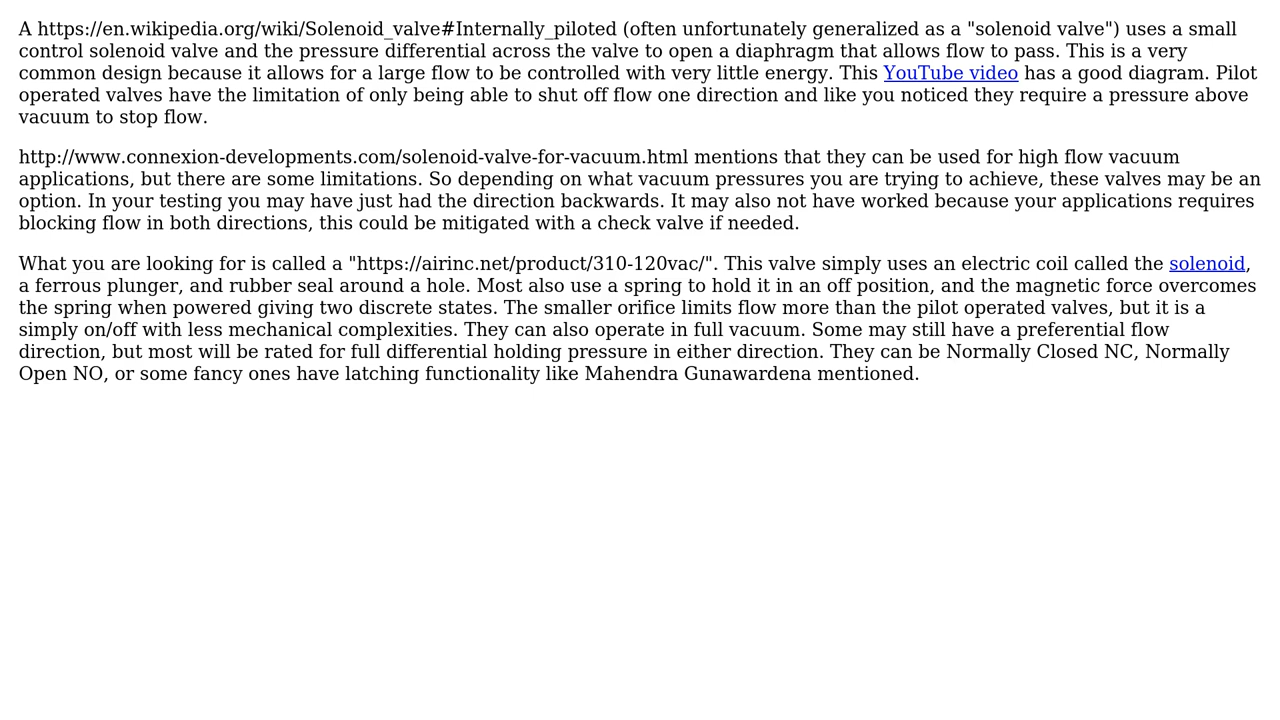 A https://en.wikipedia.org/wiki/Solenoid_valve#Internally_piloted (often unfortunately generalized as a "solenoid valve") uses a small
control solenoid valve and the pressure differential across the valve to open a diaphragm that allows flow to pass. This is a very
common design because it allows for a large flow to be controlled with very little energy. This YouTube video has a good diagram. Pilot
operated valves have the limitation of only being able to shut off flow one direction and like you noticed they require a pressure above
vacuum to stop flow.
http://www.connexion-developments.com/solenoid-valve-for-vacuum.html mentions that they can be used for high flow vacuum
applications, but there are some limitations. So depending on what vacuum pressures you are trying to achieve, these valves may be an
option. In your testing you may have just had the direction backwards. It may also not have worked because your applications requires
blocking flow in both directions, this could be mitigated with a check valve if needed.
What you are looking for is called a "https://airinc.net/product/310-120vac/". This valve simply uses an electric coil called the solenoid,
a ferrous plunger, and rubber seal around a hole. Most also use a spring to hold it in an off position, and the magnetic force overcomes
the spring when powered giving two discrete states. The smaller orifice limits flow more than the pilot operated valves, but it is a
simply on/off with less mechanical complexities. They can also operate in full vacuum. Some may still have a preferential flow
direction, but most will be rated for full differential holding pressure in either direction. They can be Normally Closed NC, Normally
Open NO, or some fancy ones have latching functionality like Mahendra Gunawardena mentioned.